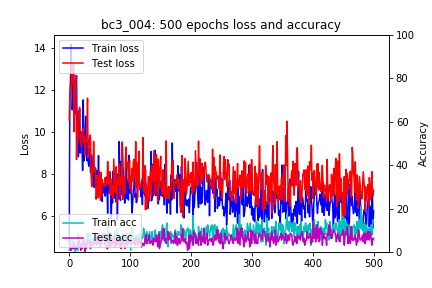 bc3_004: 500 epochs loss and accuracy
Train loss
Test loss
Train acc
Test acc
Loss
Accuracy
14
12
10
8
6
100
80
60
40
20
0
0
100
200
300
400
500